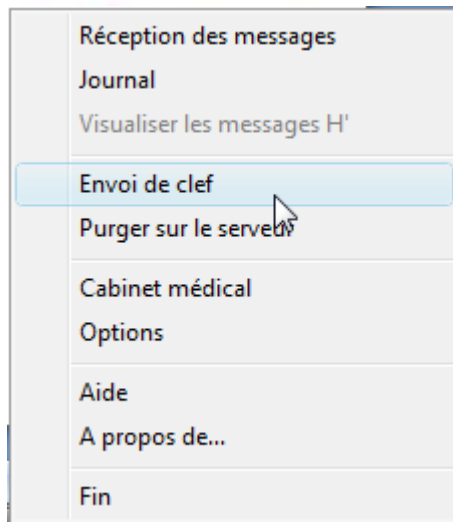 Réception des messages
Journal
Visualiser les messages H'
Envoi de clef
Purger sur le serveur
Cabinet médical
Options
Aide
A propos de...
Fin